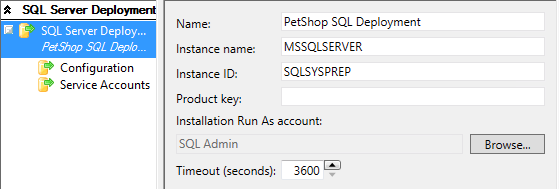 SQL Server Deployment
SQL Server Deploy...
PetShop SQL Deplo...
Configuration
Service Accounts
Name: PetShop SQL Deployment
Instance name: MSSQLSERVER
Instance ID: SQLSYSPREP
Product key:
Installation Run As account:
SQL Admin Browse...
Timeout (seconds): 3600